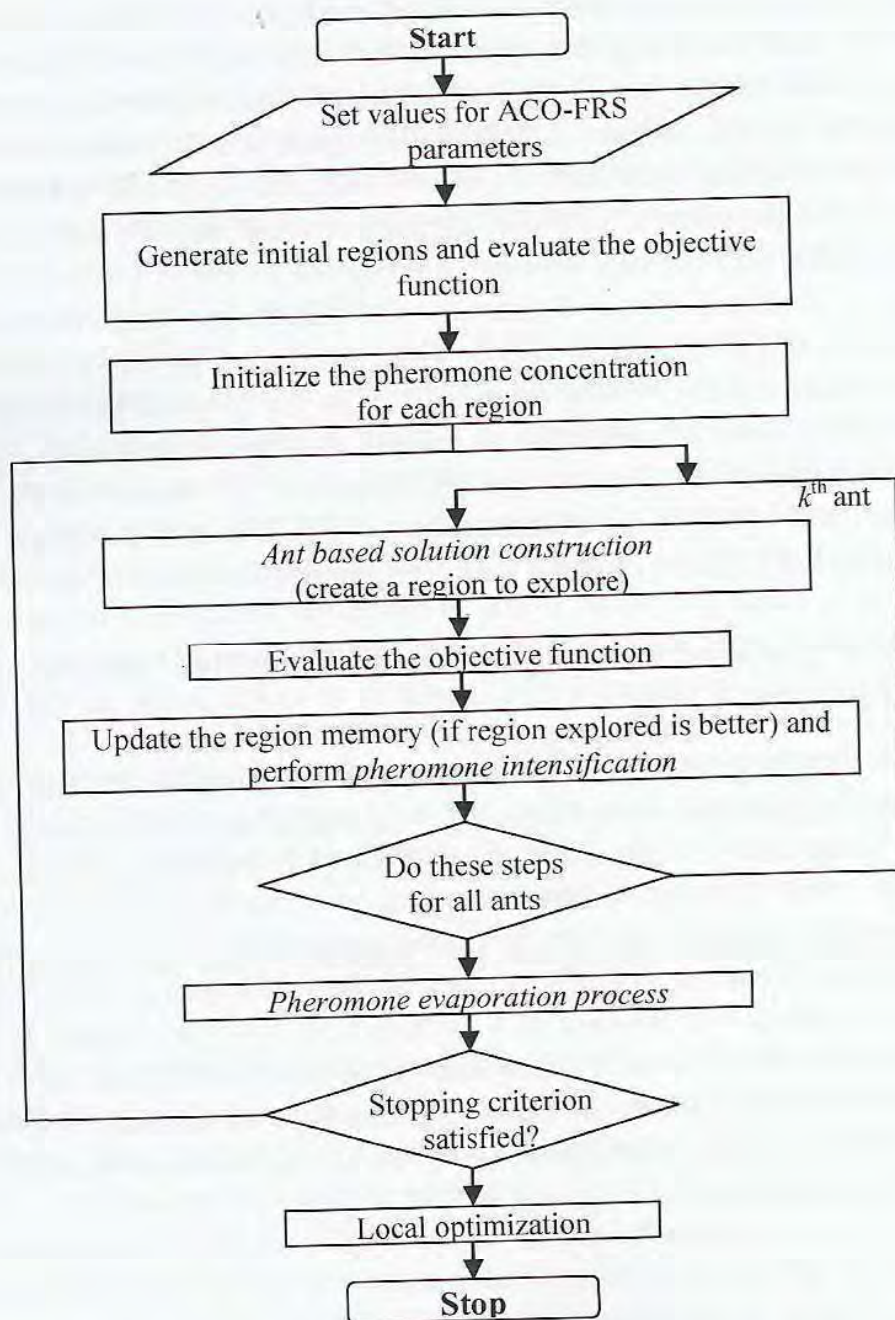 Start
Set values for ACO-FRS
parameters
Generate initial regions and evaluate the objective
function
Initialize the pheromone concentration
for each region
kth ant
Ant based solution construction
(create a region to explore)
Evaluate the objective function
Update the region memory (if region explored is better) and
perform pheromone intensification
Do these steps
for all ants
Pheromone evaporation process
Stopping criterion
satisfied?
Local optimization
Stop